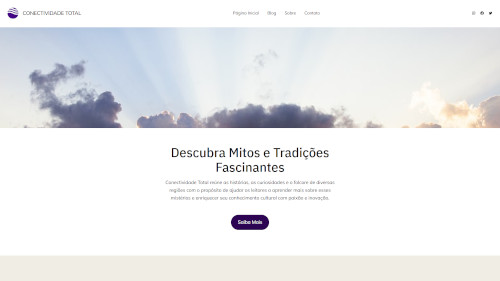 CONECTIVIDADE TOTAL
Página Inicial Blog Sobre Contato
Descubra Mitos e Tradições
Fascinantes
Conectividade Total reúne as histórias, as curiosidades e o folclore de diversas
regiões com o propósito de ajudar os leitores a aprender mais sobre esses
mistérios e enriquecer seu conhecimento cultural com paixão e inovação.
Saiba Mais